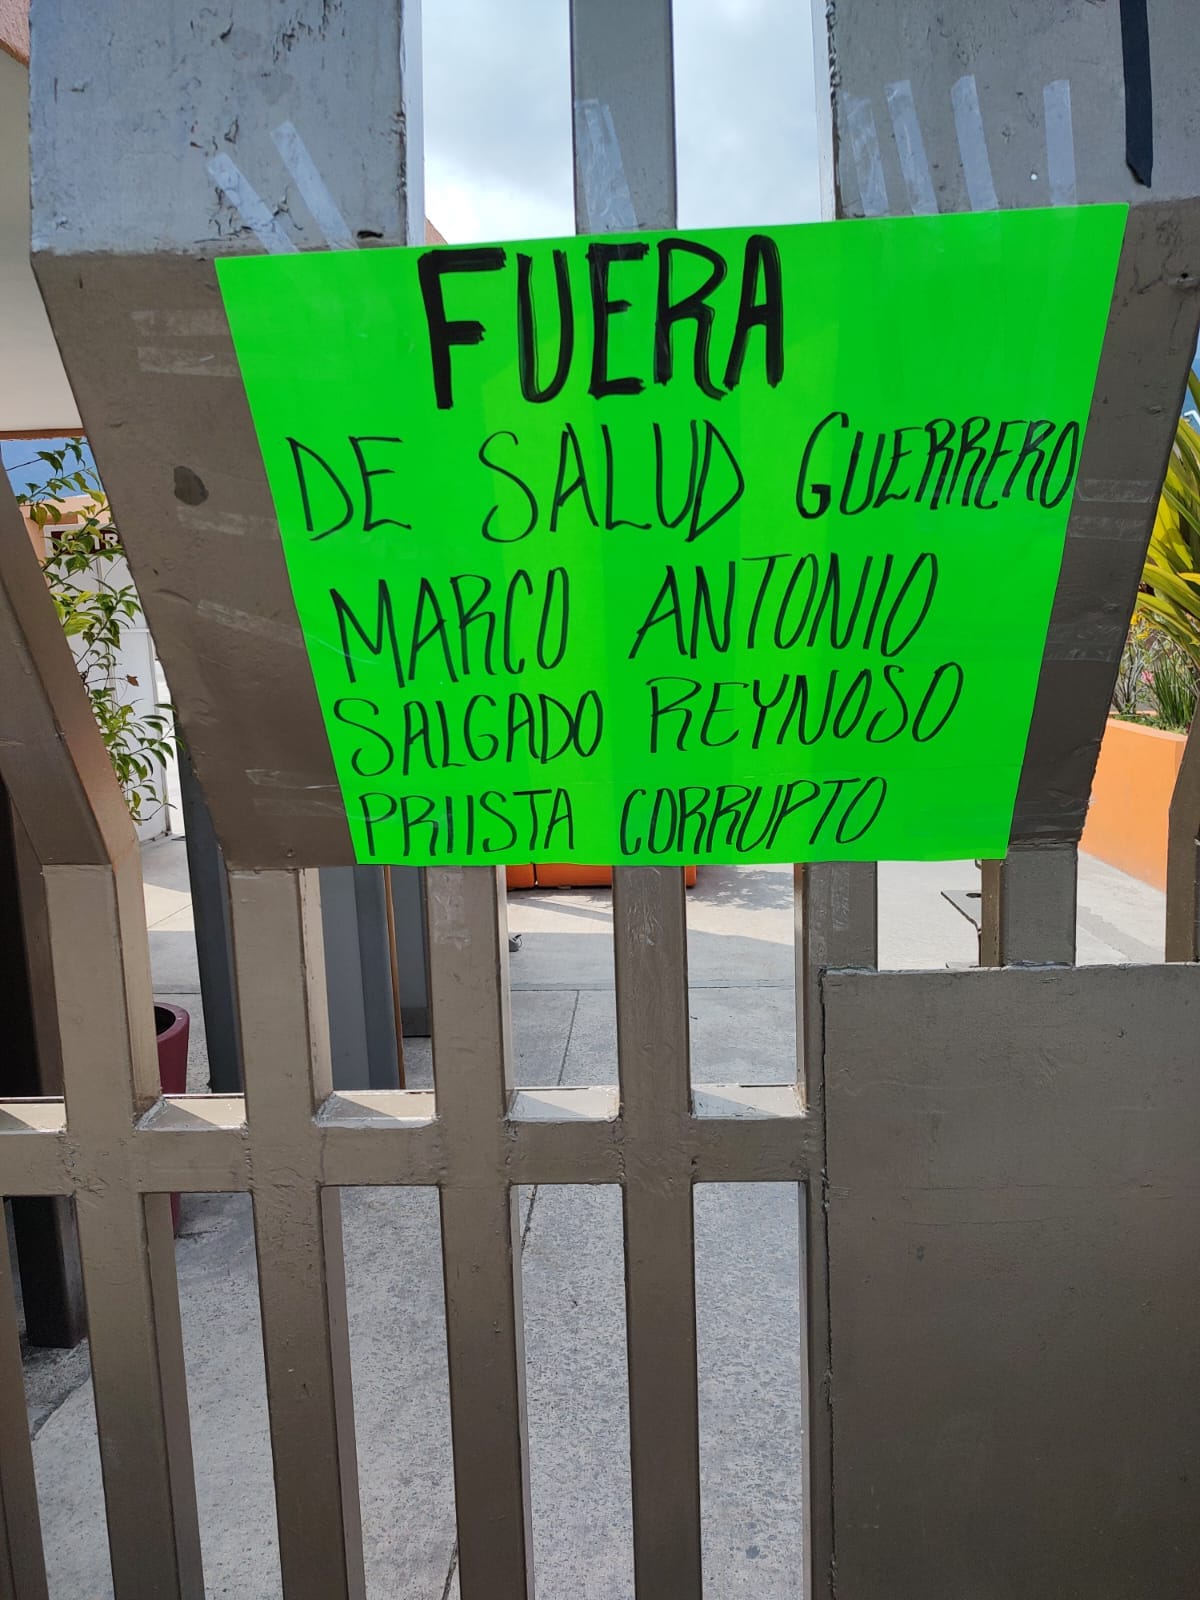 FUERA
DE SALUD GUERRERO
MARCO ANTONIO
SALGADO REYNOSO
PRIISTA CORRUPTO